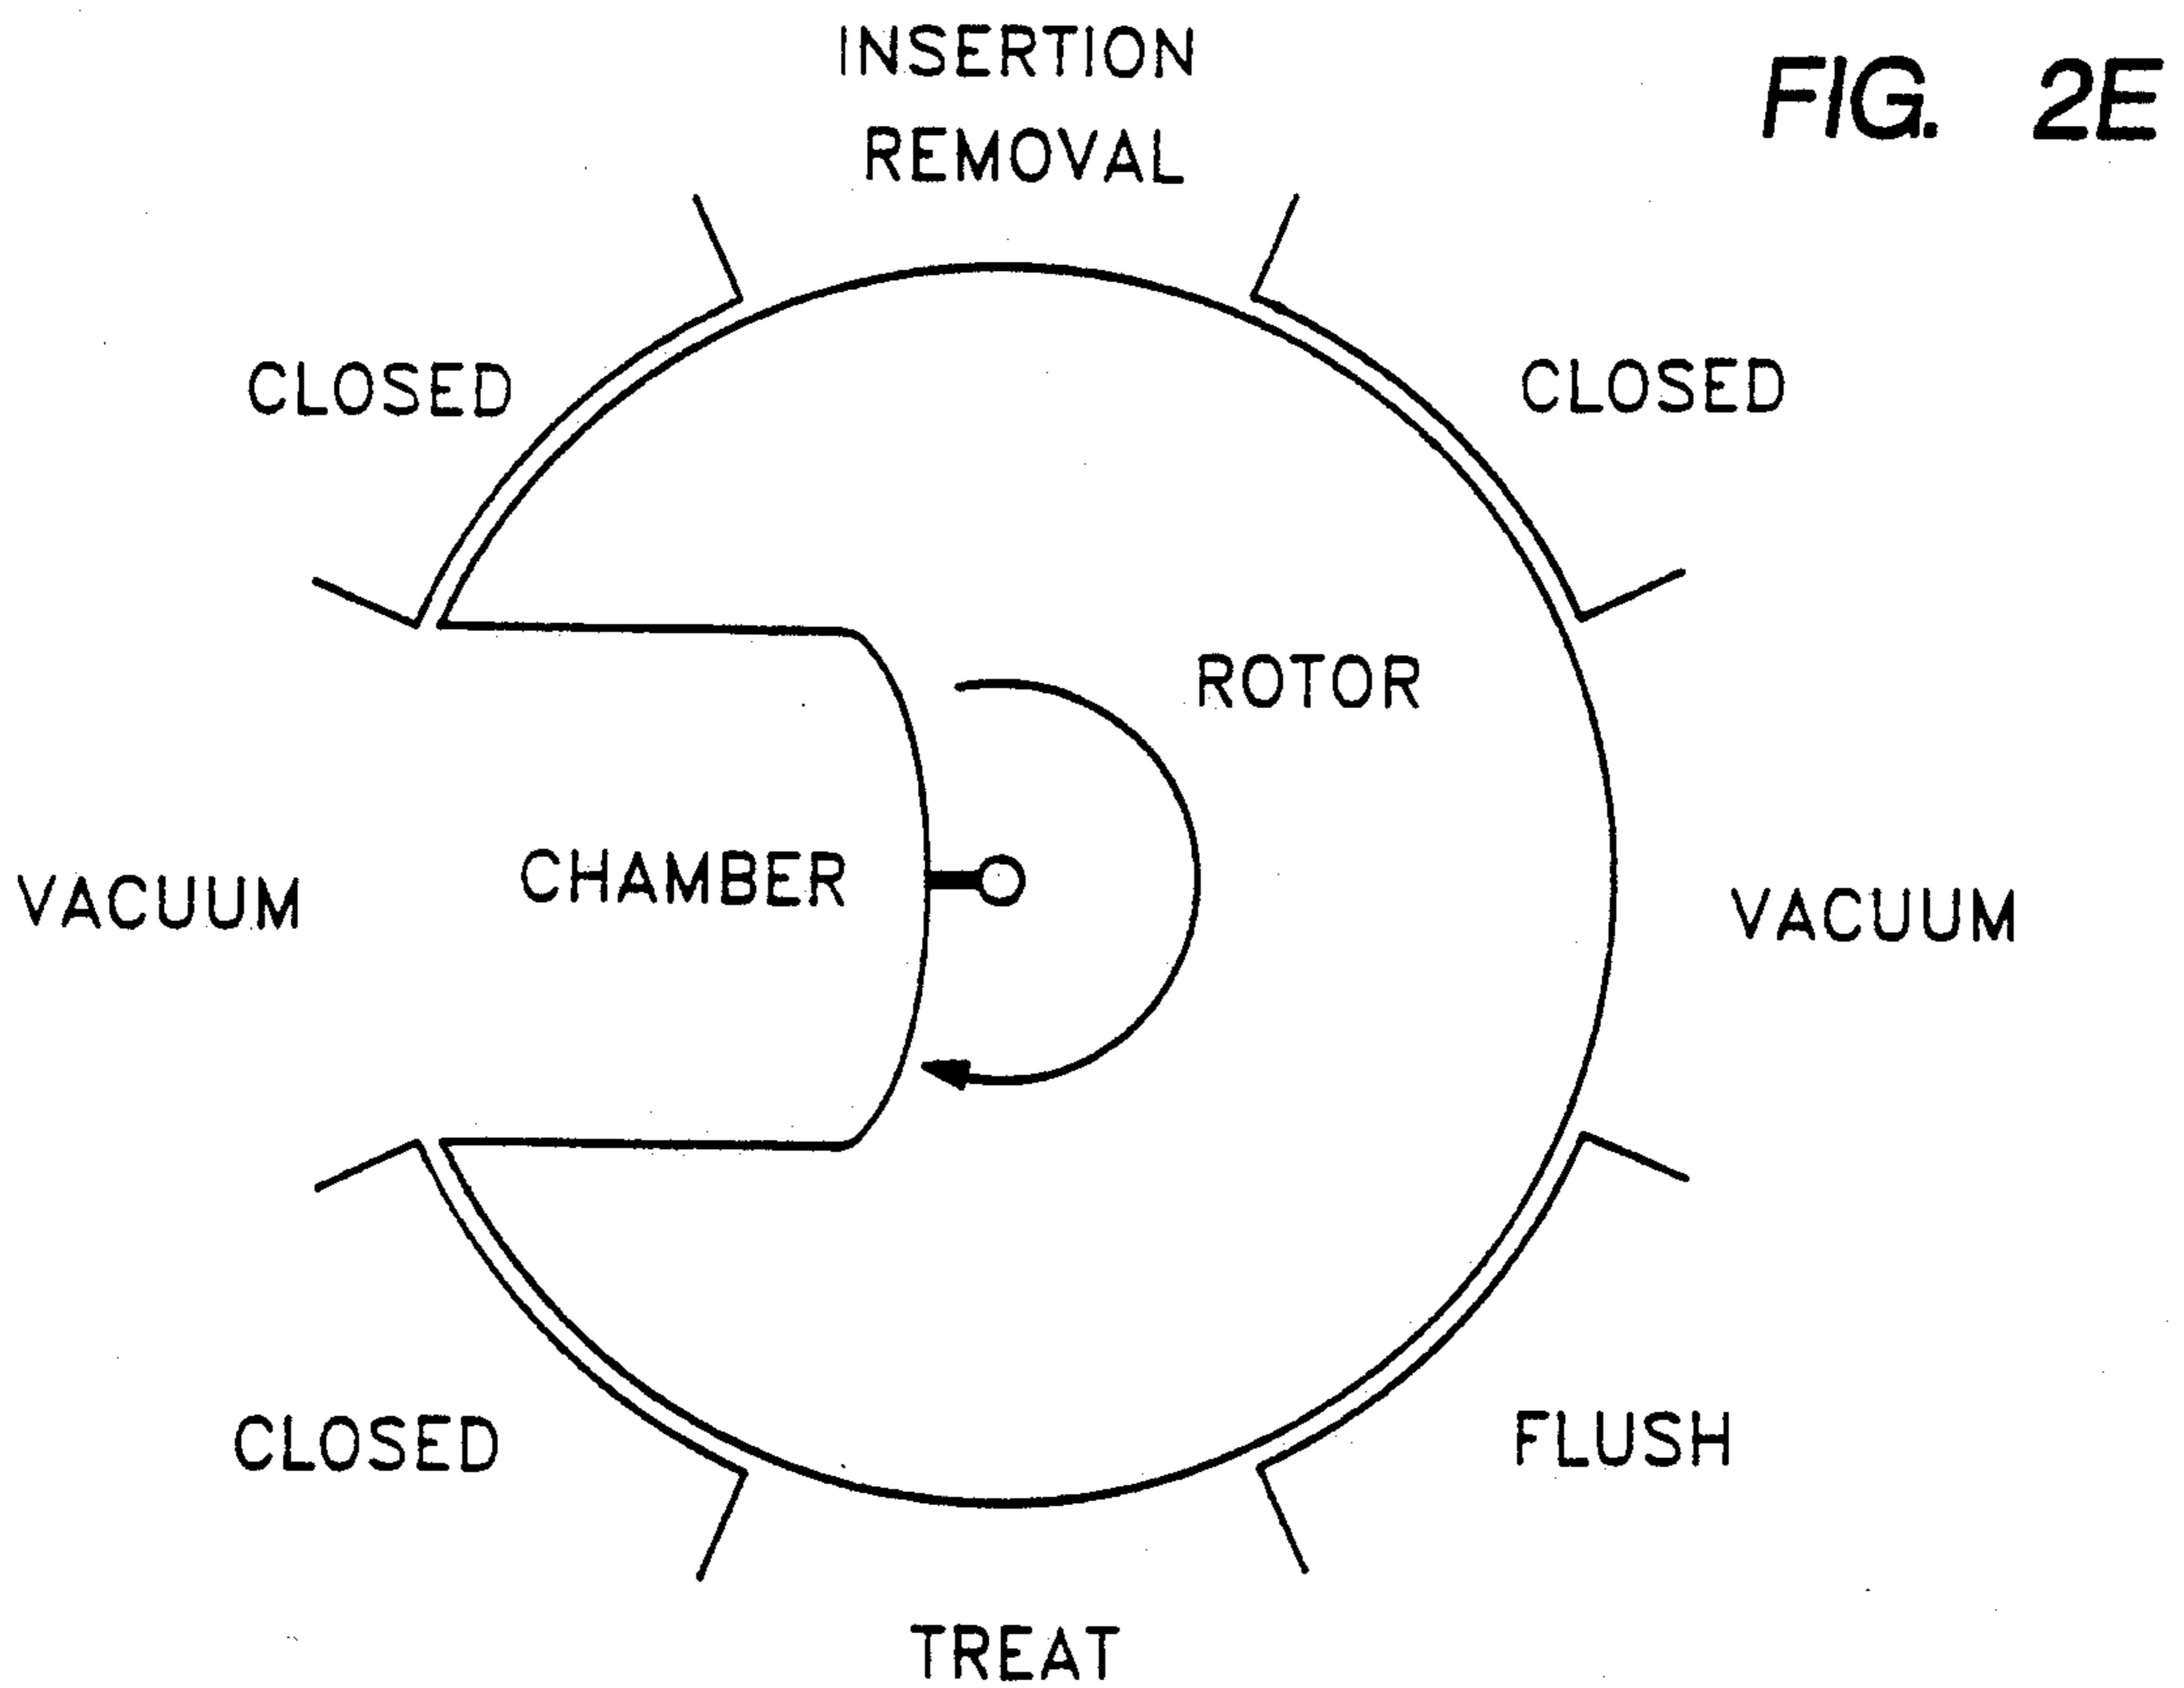 INSERTION
REMOVAL
FIG. 2E
CLOSED
CLOSED
ROTOR
CHAMBER
VACUUM
VACUUM
CLOSED
FLUSH
TREAT